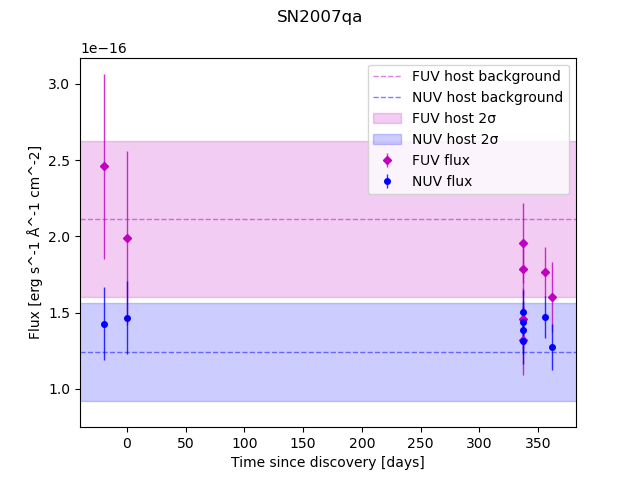 SN2007qa
1e−16
3.0
2.5
2.0
1.5
1.0
Flux [erg s^-1 Å^-1 cm^-2]
FUV host background
NUV host background
FUV host 2σ
NUV host 2σ
FUV flux
NUV flux
0 50 100 150 200 250 300 350
Time since discovery [days]